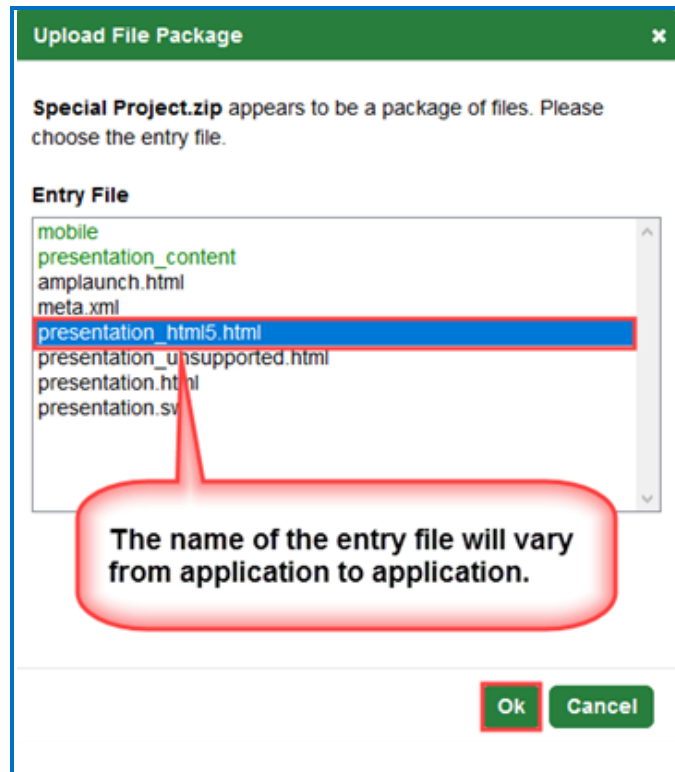 Upload File Package ×
Special Project.zip appears to be a package of files. Please
choose the entry file.
Entry File
mobile
presentation_content
amplaunch.html
meta.xml
presentation_html5.html
presentation_unsupported.html
presentation.html
presentation.sw
The name of the entry file will vary
from application to application.
Ok Cancel